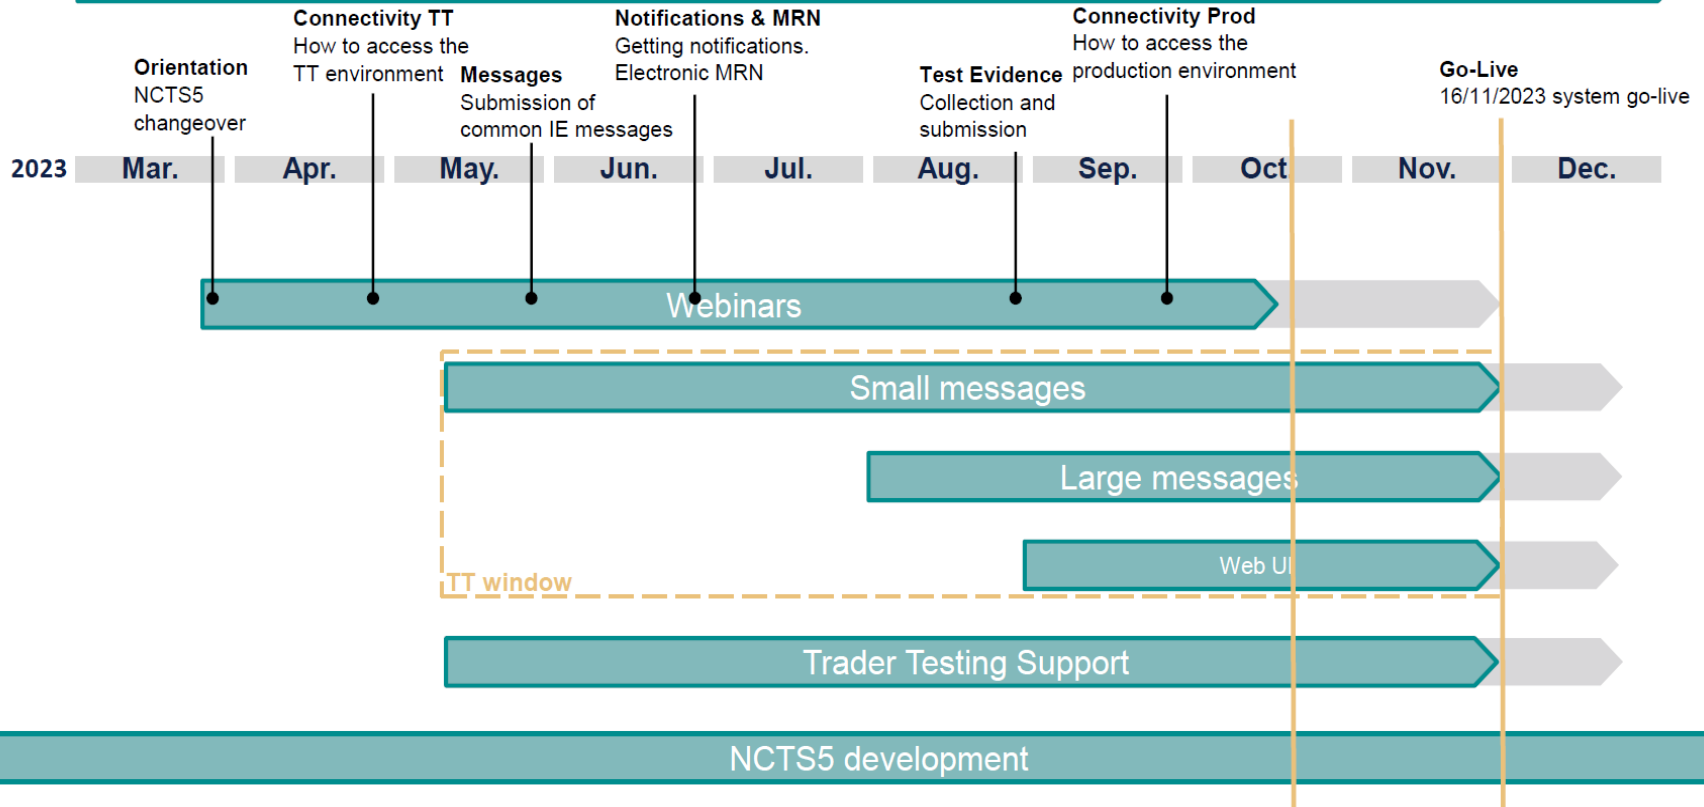 Connectivity TT
How to access the
TT environment
Notifications & MRN
Getting notifications.
Electronic MRN
Connectivity Prod
How to access the
production environment
Orientation
NCTS5
changeover
Messages
Submission of
common IE messages
Test Evidence
Collection and
submission
Go-Live
16/11/2023 system go-live
2023 Mar. Apr. May. Jun. Jul. Aug. Sep. Oct. Nov. Dec.
Webinars
Small messages
Large messages
Web UI
TT window
Trader Testing Support
NCTS5 development